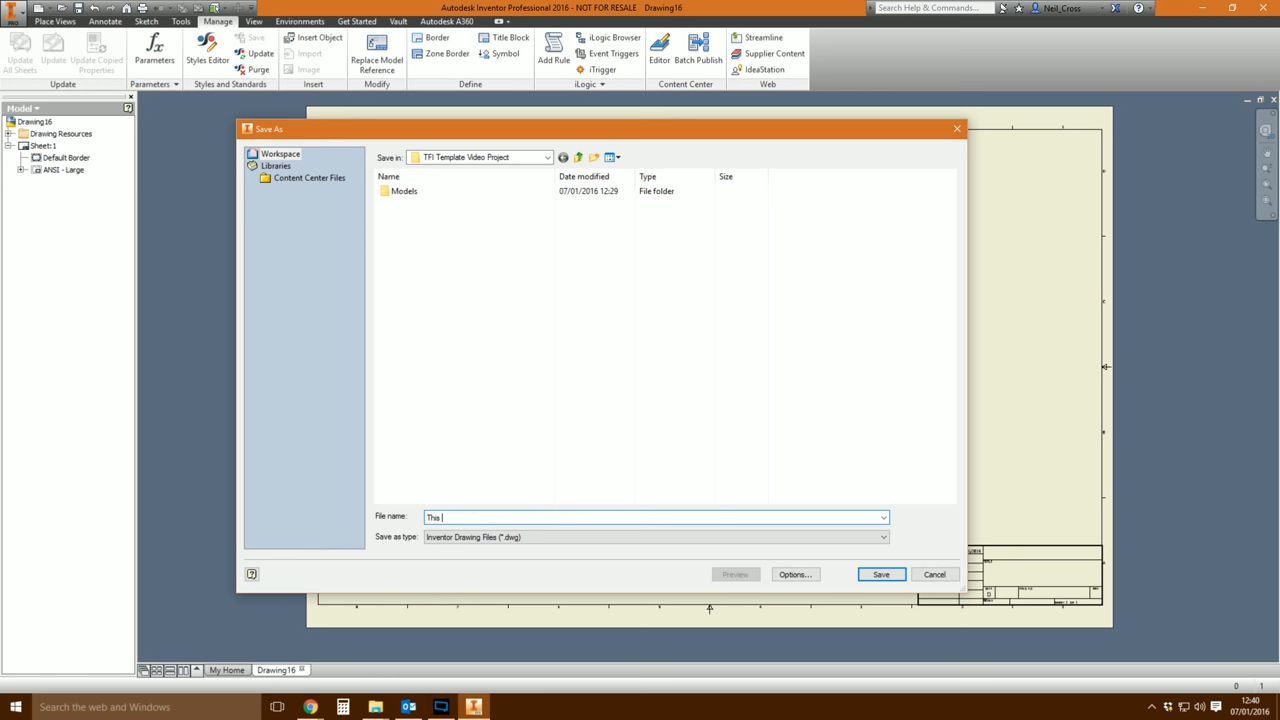 Autodesk Inventor Professional 2016 - NOT FOR RESALE   Drawing16
Search Help & Commands...
Neil_Cross
PRO
Place Views Annotate Sketch Tools Manage View Environments Get Started Vault Autodesk A360
Update All Sheets
Update
Update Copied Properties
Update
Parameters
Parameters
Styles Editor
Save
Update
Purge
Styles and Standards
Insert Object
Import
Image
Insert
Replace Model Reference
Modify
Border
Zone Border
Title Block
Symbol
Define
Add Rule
iLogic Browser
Event Triggers
iTrigger
iLogic
Editor
Batch Publish
Content Center
Streamline
Supplier Content
IdeaStation
Web
Model
Drawing16
Drawing Resources
Sheet:1
Default Border
ANSI - Large
Save As
Workspace
Libraries
Content Center Files
Save in: TFI Template Video Project
Name Date modified Type Size
Models 07/01/2016 12:29 File folder
File name: This
Save as type: Inventor Drawing Files (*.dwg)
Preview Options... Save Cancel
D
My Home Drawing16
0 1
Search the web and Windows
12:40
07/01/2016